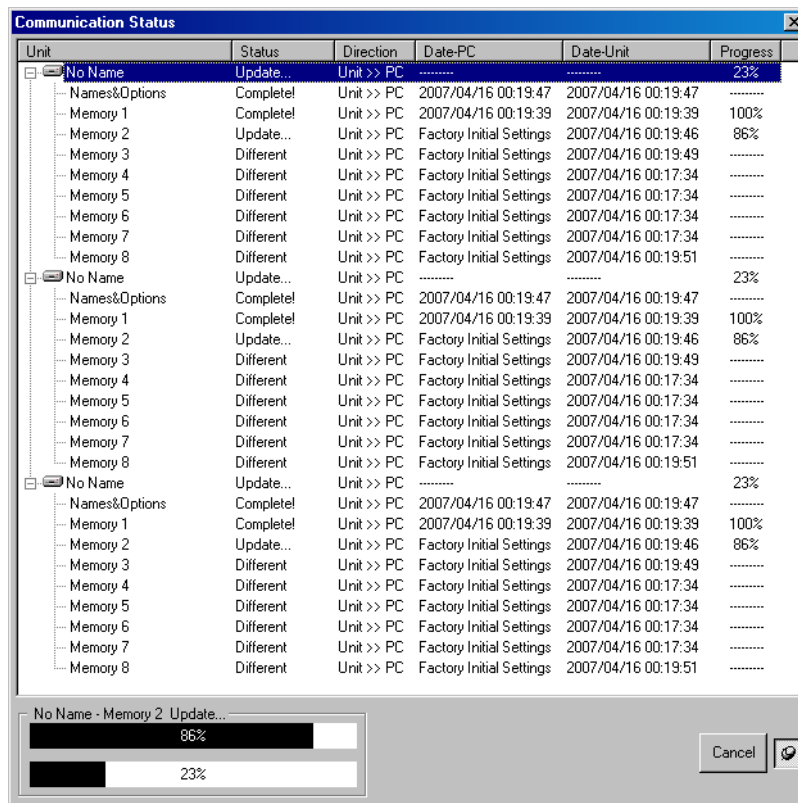 Communication Status
Unit Status Direction Date-PC Date-Unit Progress
No Name Update... Unit >> PC --------- --------- 23%
Names&Options Complete! Unit >> PC 2007/04/16 00:19:47 2007/04/16 00:19:47 ---------
Memory 1 Complete! Unit >> PC 2007/04/16 00:19:39 2007/04/16 00:19:39 100%
Memory 2 Update... Unit >> PC Factory Initial Settings 2007/04/16 00:19:46 86%
Memory 3 Different Unit >> PC Factory Initial Settings 2007/04/16 00:19:49 ---------
Memory 4 Different Unit >> PC Factory Initial Settings 2007/04/16 00:17:34 ---------
Memory 5 Different Unit >> PC Factory Initial Settings 2007/04/16 00:17:34 ---------
Memory 6 Different Unit >> PC Factory Initial Settings 2007/04/16 00:17:34 ---------
Memory 7 Different Unit >> PC Factory Initial Settings 2007/04/16 00:17:34 ---------
Memory 8 Different Unit >> PC Factory Initial Settings 2007/04/16 00:19:51 ---------
No Name Update... Unit >> PC --------- --------- 23%
Names&Options Complete! Unit >> PC 2007/04/16 00:19:47 2007/04/16 00:19:47 ---------
Memory 1 Complete! Unit >> PC 2007/04/16 00:19:39 2007/04/16 00:19:39 100%
Memory 2 Update... Unit >> PC Factory Initial Settings 2007/04/16 00:19:46 86%
Memory 3 Different Unit >> PC Factory Initial Settings 2007/04/16 00:19:49 ---------
Memory 4 Different Unit >> PC Factory Initial Settings 2007/04/16 00:17:34 ---------
Memory 5 Different Unit >> PC Factory Initial Settings 2007/04/16 00:17:34 ---------
Memory 6 Different Unit >> PC Factory Initial Settings 2007/04/16 00:17:34 ---------
Memory 7 Different Unit >> PC Factory Initial Settings 2007/04/16 00:17:34 ---------
Memory 8 Different Unit >> PC Factory Initial Settings 2007/04/16 00:19:51 ---------
No Name Update... Unit >> PC --------- --------- 23%
Names&Options Complete! Unit >> PC 2007/04/16 00:19:47 2007/04/16 00:19:47 ---------
Memory 1 Complete! Unit >> PC 2007/04/16 00:19:39 2007/04/16 00:19:39 100%
Memory 2 Update... Unit >> PC Factory Initial Settings 2007/04/16 00:19:46 86%
Memory 3 Different Unit >> PC Factory Initial Settings 2007/04/16 00:19:49 ---------
Memory 4 Different Unit >> PC Factory Initial Settings 2007/04/16 00:17:34 ---------
Memory 5 Different Unit >> PC Factory Initial Settings 2007/04/16 00:17:34 ---------
Memory 6 Different Unit >> PC Factory Initial Settings 2007/04/16 00:17:34 ---------
Memory 7 Different Unit >> PC Factory Initial Settings 2007/04/16 00:17:34 ---------
Memory 8 Different Unit >> PC Factory Initial Settings 2007/04/16 00:19:51 ---------
No Name - Memory 2 Update...
86%
23%
Cancel